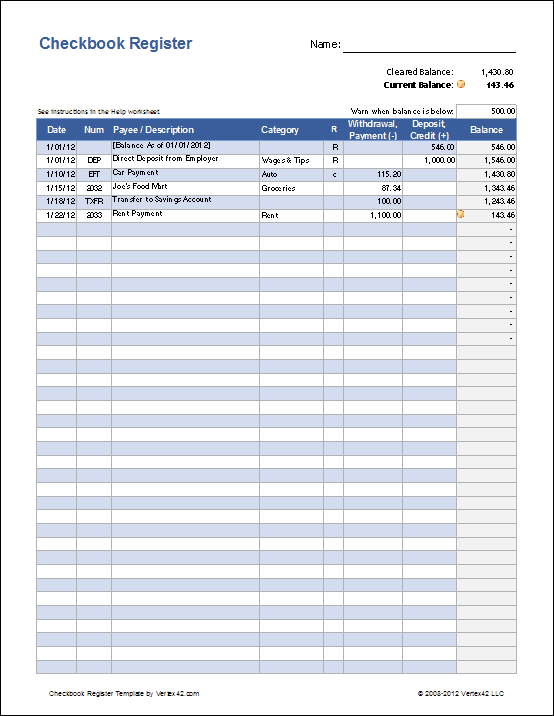 Checkbook Register Name:
Cleared Balance: 1,430.80
Current Balance: 143.46
See instructions in the Help worksheet Warn when balance is below: 500.00
Date Num Payee / Description Category R Withdrawal, Payment (-) Deposit, Credit (+) Balance
1/01/12 [Balance As of 01/01/2012] R 546.00 546.00
1/01/12 DEP Direct Deposit from Employer Wages & Tips R 1,000.00 1,546.00
1/10/12 EFT Car Payment Auto c 115.20 1,430.80
1/15/12 2032 Joe's Food Mart Groceries 87.34 1,343.46
1/18/12 TXFR Transfer to Savings Account 100.00 1,243.46
1/22/12 2033 Rent Payment Rent 1,100.00 143.46
-
-
-
-
-
-
-
-
-
Checkbook Register Template by Vertex42.com © 2008-2012 Vertex42 LLC